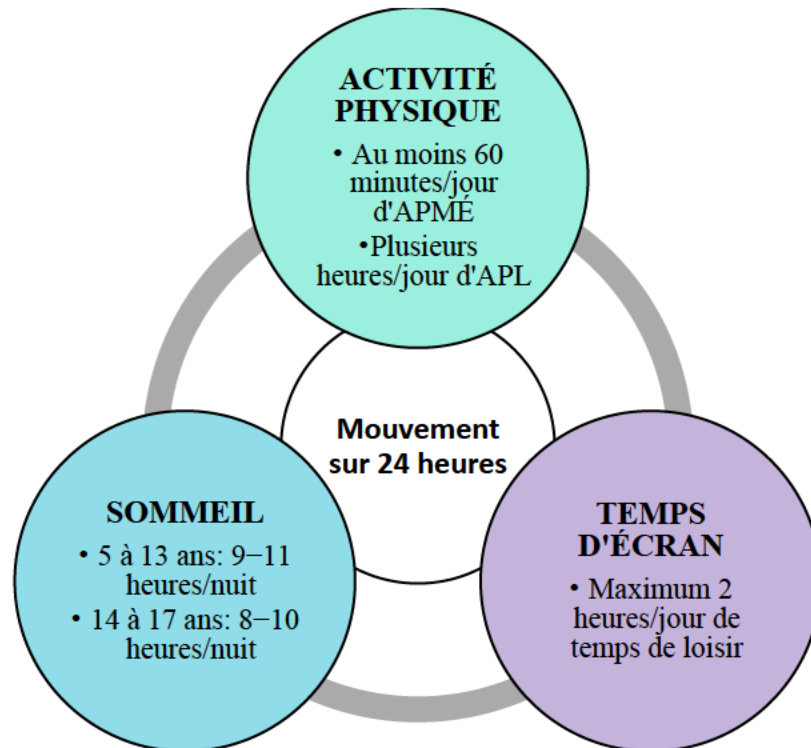 ACTIVITÉ
PHYSIQUE
• Au moins 60
minutes/jour
d'APMÉ
•Plusieurs
heures/jour d'APL
Mouvement
sur 24 heures
SOMMEIL
• 5 à 13 ans: 9−11
heures/nuit
• 14 à 17 ans: 8−10
heures/nuit
TEMPS
D'ÉCRAN
• Maximum 2
heures/jour de
temps de loisir